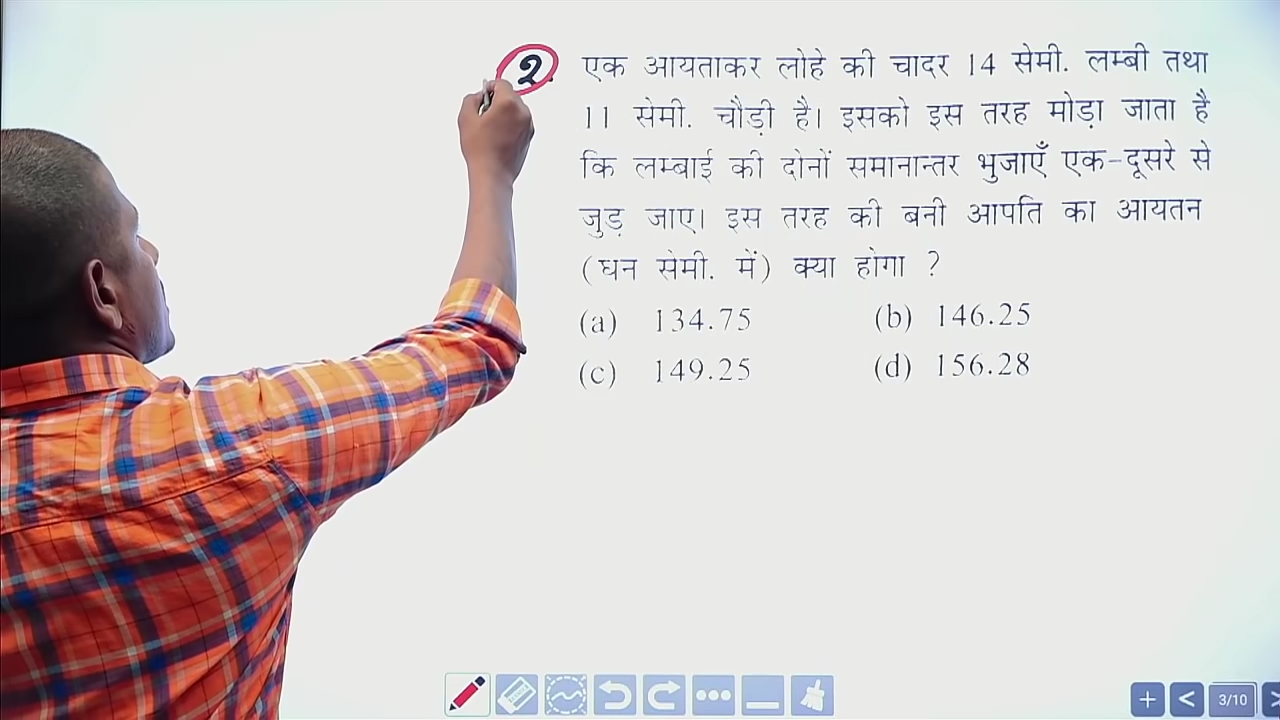 2.
एक आयताकर लोहे की चादर 14 सेमी. लम्बी तथा
11 सेमी. चौड़ी है। इसको इस तरह मोड़ा जाता है
कि लम्बाई की दोनों समानान्तर भुजाएँ एक-दूसरे से
जुड़ जाए। इस तरह की बनी आपति का आयतन
(घन सेमी. में) क्या होगा ?
(a) 134.75 (b) 146.25
(c) 149.25 (d) 156.28
3/10